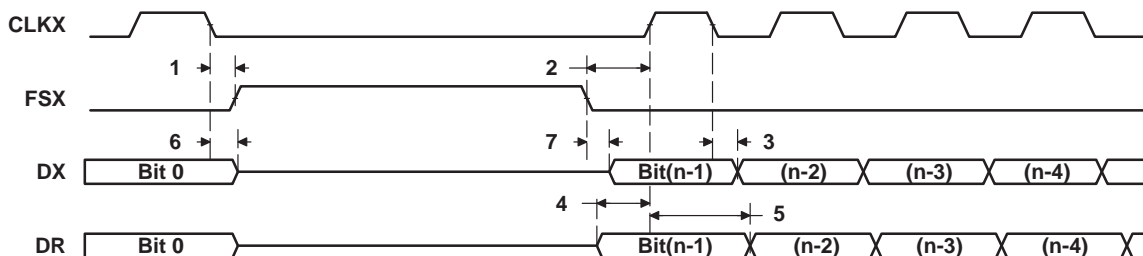 CLKX
1 2
FSX
6 7 3
DX Bit 0 Bit(n-1) (n-2) (n-3) (n-4)
4 5
DR Bit 0 Bit(n-1) (n-2) (n-3) (n-4)